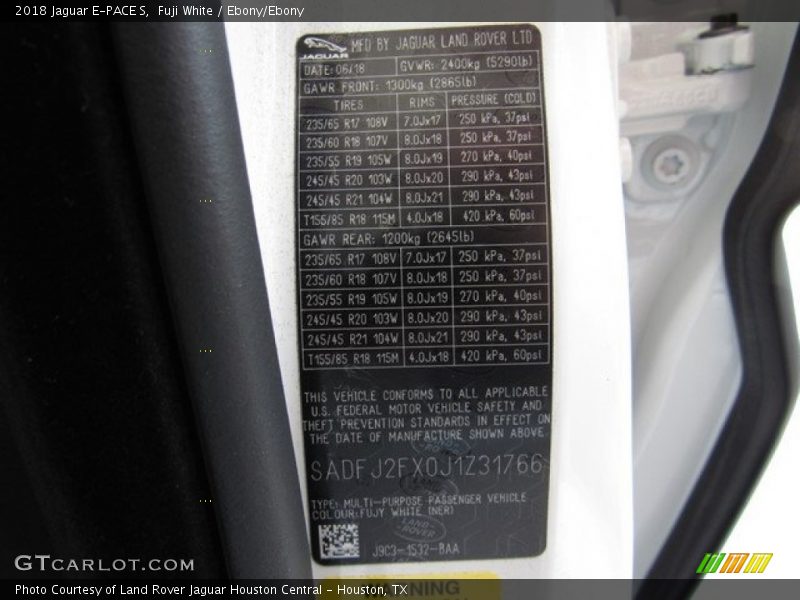 2018 Jaguar E-PACE S,  Fuji White / Ebony/Ebony
JAGUAR
MFD BY JAGUAR LAND ROVER LTD
DATE: 06/18 GVWR: 2400kg (5290lb)
GAWR FRONT: 1300kg (2865lb)
TIRES RIMS PRESSURE (COLD)
235/65 R17 108V 7.0Jx17 250 kPa, 37psi
235/60 R18 107V 8.0Jx18 250 kPa, 37psi
235/55 R19 105W 8.0Jx19 270 kPa, 40psi
245/45 R20 103W 8.0Jx20 290 kPa, 43psi
245/45 R21 104W 8.0Jx21 290 kPa, 43psi
T155/85 R18 115M 4.0Jx18 420 kPa, 60psi
GAWR REAR: 1200kg (2645lb)
235/65 R17 108V 7.0Jx17 250 kPa, 37psi
235/60 R18 107V 8.0Jx18 250 kPa, 37psi
235/55 R19 105W 8.0Jx19 270 kPa, 40psi
245/45 R20 103W 8.0Jx20 290 kPa, 43psi
245/45 R21 104W 8.0Jx21 290 kPa, 43psi
T155/85 R18 115M 4.0Jx18 420 kPa, 60psi
THIS VEHICLE CONFORMS TO ALL APPLICABLE
U.S. FEDERAL MOTOR VEHICLE SAFETY AND
THEFT PREVENTION STANDARDS IN EFFECT ON
THE DATE OF MANUFACTURE SHOWN ABOVE.
SADFJ2FX0J1Z31766
TYPE: MULTI-PURPOSE PASSENGER VEHICLE
COLOUR:FUJY WHITE (NER)
LAND-
ROVER
J9C3-1532-BAA
GTCARLOT.COM
WARNING
Photo Courtesy of Land Rover Jaguar Houston Central - Houston, TX